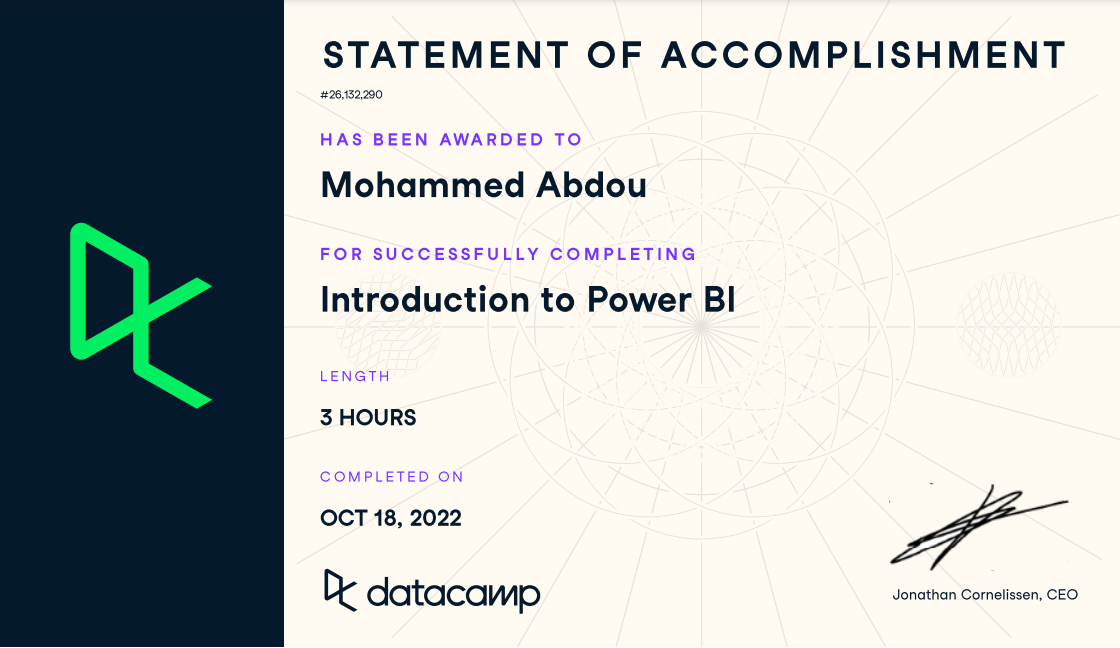 STATEMENT OF ACCOMPLISHMENT
#26,132,290
HAS BEEN AWARDED TO
Mohammed Abdou
FOR SUCCESSFULLY COMPLETING
Introduction to Power BI
LENGTH
3 HOURS
COMPLETED ON
OCT 18, 2022
datacamp
Jonathan Cornelissen, CEO